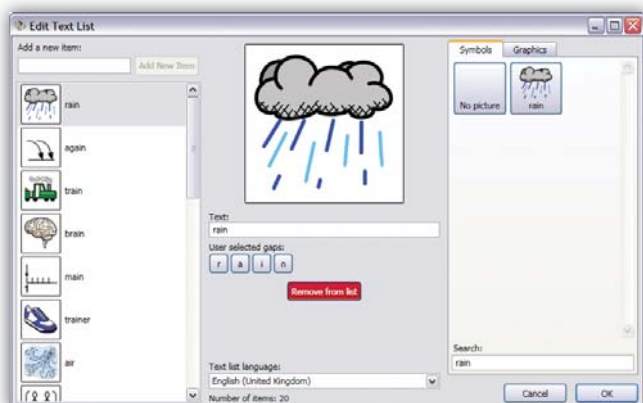 Edit Text List
Add a new item:
Add New Item
rain
again
train
brain
main
trainer
air
Text:
rain
User selected gaps:
r a i n
Remove from list
Text list language:
English (United Kingdom)
Number of items: 20
Symbols Graphics
No picture rain
Search:
rain
Cancel OK